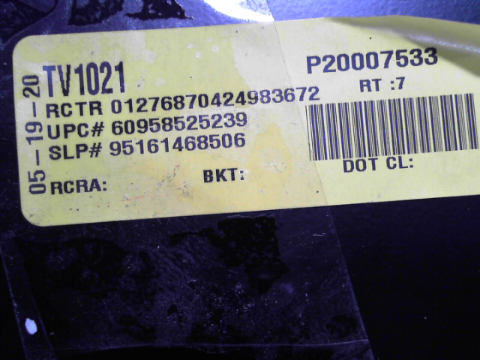 05-19-20
TV1021
P20007533
RCTR 01276870424983672
RT :7
UPC# 60958525239
SLP# 95161468506
RCRA:
BKT:
DOT CL: